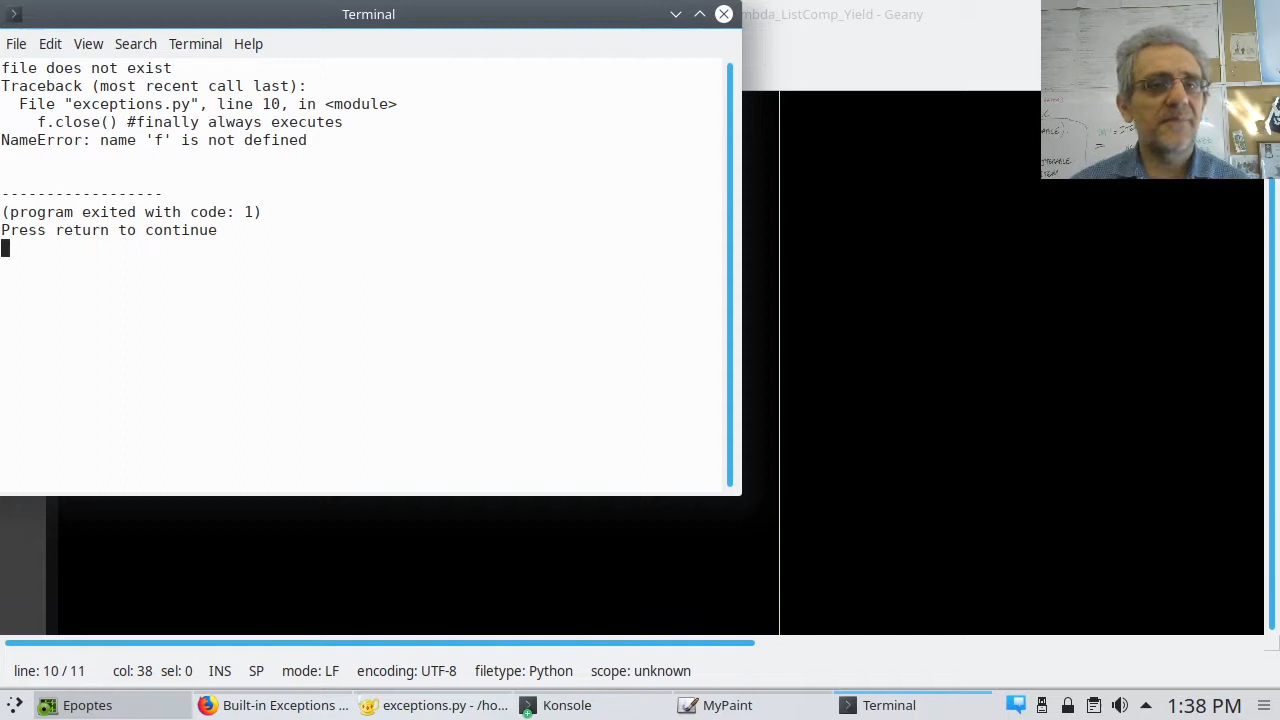 Terminal
mbda_ListComp_Yield - Geany
File Edit View Search Terminal Help
file does not exist
Traceback (most recent call last):
  File "exceptions.py", line 10, in <module>
    f.close() #finally always executes
NameError: name 'f' is not defined
------------------
(program exited with code: 1)
Press return to continue
line: 10 / 11 col: 38 sel: 0 INS SP mode: LF encoding: UTF-8 filetype: Python scope: unknown
Epoptes Built-in Exceptions ... exceptions.py - /ho... Konsole MyPaint Terminal 1:38 PM